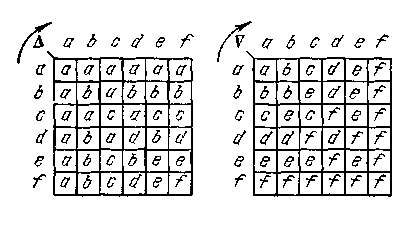 Δ a b c d e f ∇ a b c d e f
a a a a a a a a a b c d e f
b a b a b b b b b b e d e f
c a a c a c c c c e c f e f
d a b a d b d d d d f d f f
e a b c b e e e e e e f e f
f a b c d e f f f f f f f f